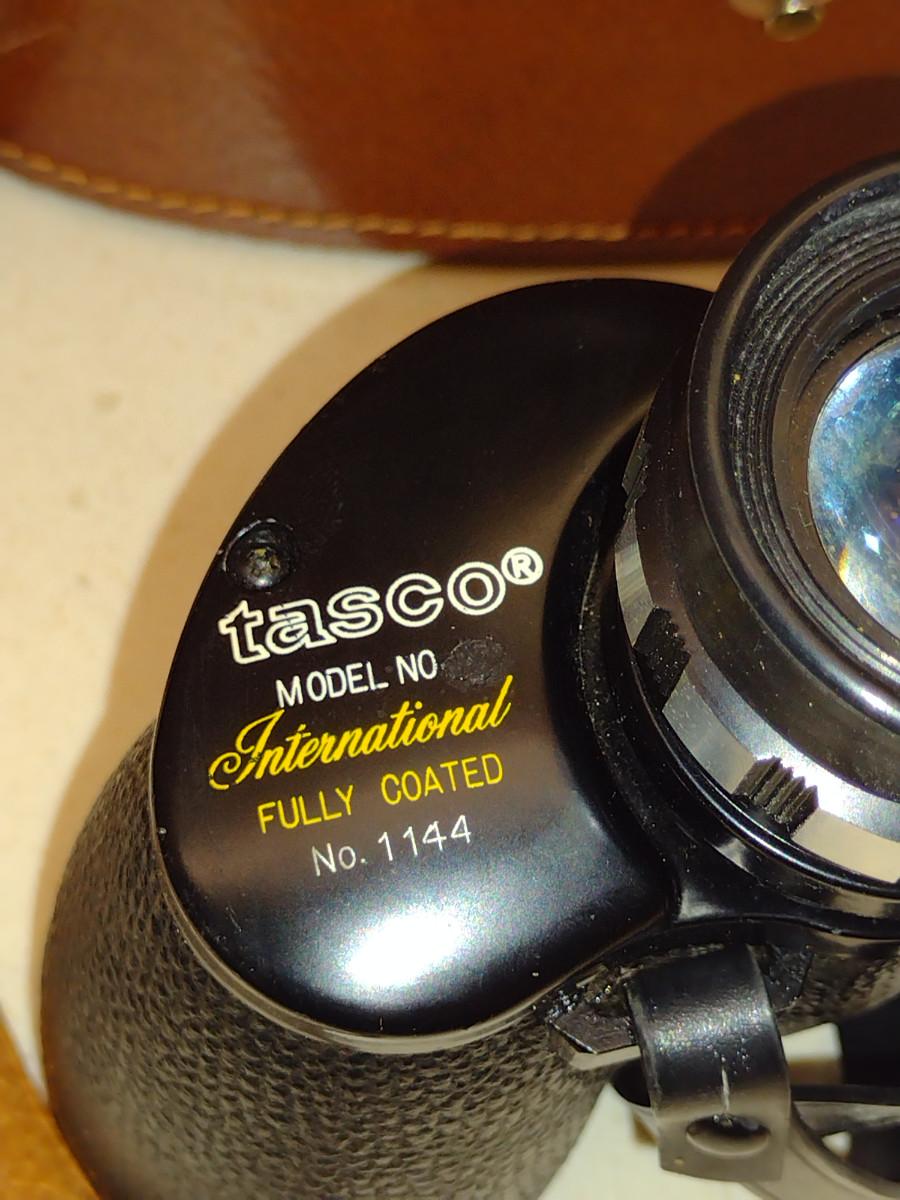 tasco®
MODEL NO
International
FULLY COATED
No. 1144